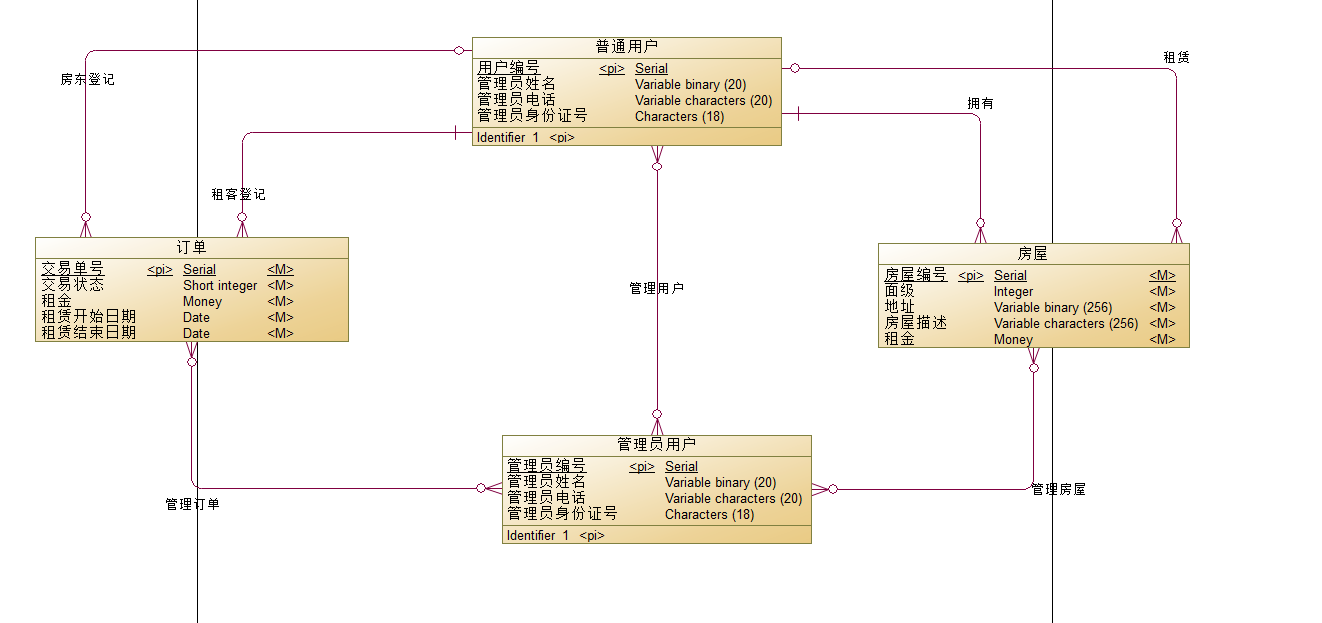 普通用户
用户编号 <pi> Serial
管理员姓名 Variable binary (20)
管理员电话 Variable characters (20)
管理员身份证号 Characters (18)
Identifier 1 <pi>
房东登记
租客登记
租赁
拥有
订单
交易单号 <pi> Serial <M>
交易状态 Short integer <M>
租金 Money <M>
租赁开始日期 Date <M>
租赁结束日期 Date <M>
管理用户
房屋
房屋编号 <pi> Serial <M>
面级 Integer <M>
地址 Variable binary (256) <M>
房屋描述 Variable characters (256) <M>
租金 Money <M>
管理员用户
管理员编号 <pi> Serial
管理员姓名 Variable binary (20)
管理员电话 Variable characters (20)
管理员身份证号 Characters (18)
Identifier 1 <pi>
管理订单
管理房屋